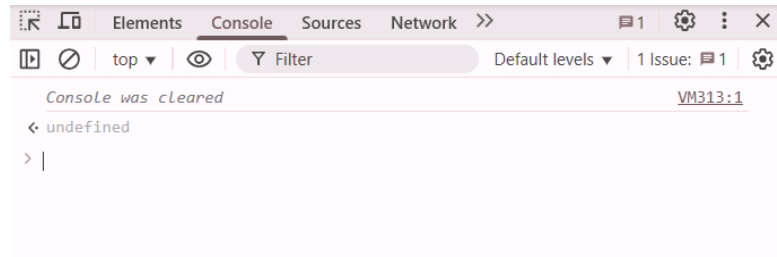 Elements Console Sources Network 1
top Filter Default levels 1 Issue: 1
Console was cleared VM313:1
undefined